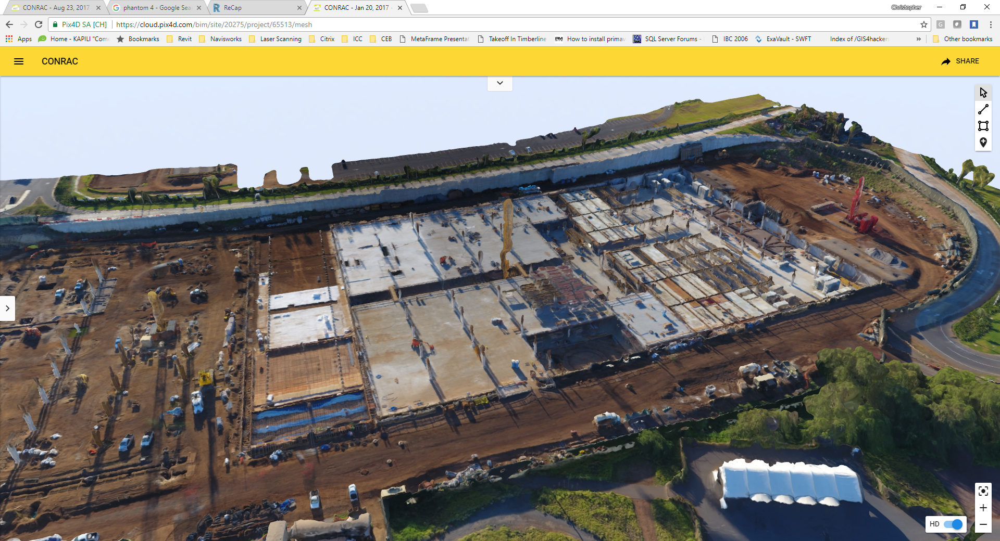 CONRAC - Aug 23, 2017
phantom 4 - Google Sea
ReCap
CONRAC - Jan 20, 2017 -
Christopher
Pix4D SA [CH]
https://cloud.pix4d.com/bim/site/20275/project/65513/mesh
Apps
Home - KAPILI "Com
Bookmarks
Revit
Navisworks
Laser Scanning
Citrix
ICC
CEB
MetaFrame Presentat
Takeoff In Timberline
How to install primav
SQL Server Forums -
IBC 2006
ExaVault - SWFT
Index of /GIS4hacker
»
Other bookmarks
CONRAC
SHARE
HD